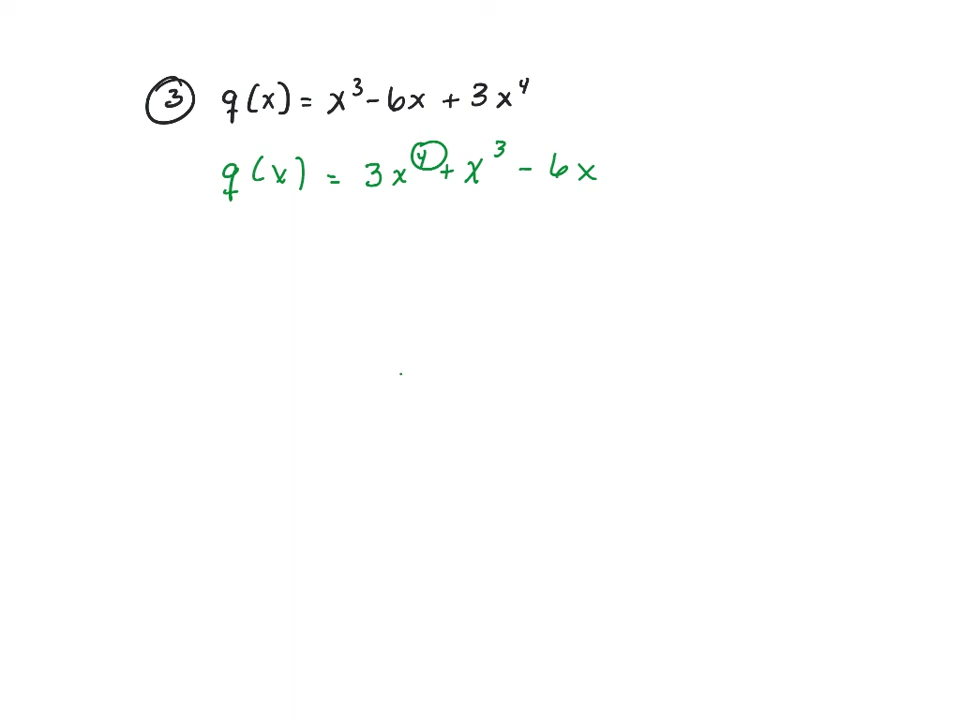 ③ q(x) = x³ - 6x + 3x⁴
q(x) = 3x⁴ + x³ - 6x